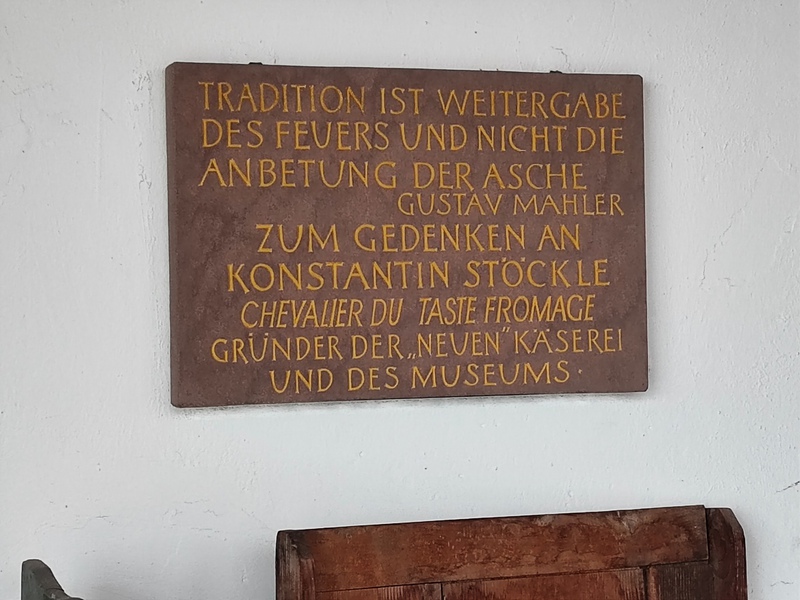 TRADITION IST WEITERGABE
DES FEUERS UND NICHT DIE
ANBETUNG DER ASCHE
GUSTAV MAHLER
ZUM GEDENKEN AN
KONSTANTIN STÖCKLE
CHEVALIER DU TASTE FROMAGE
GRÜNDER DER „NEUEN” KÄSEREI
UND DES MUSEUMS ·